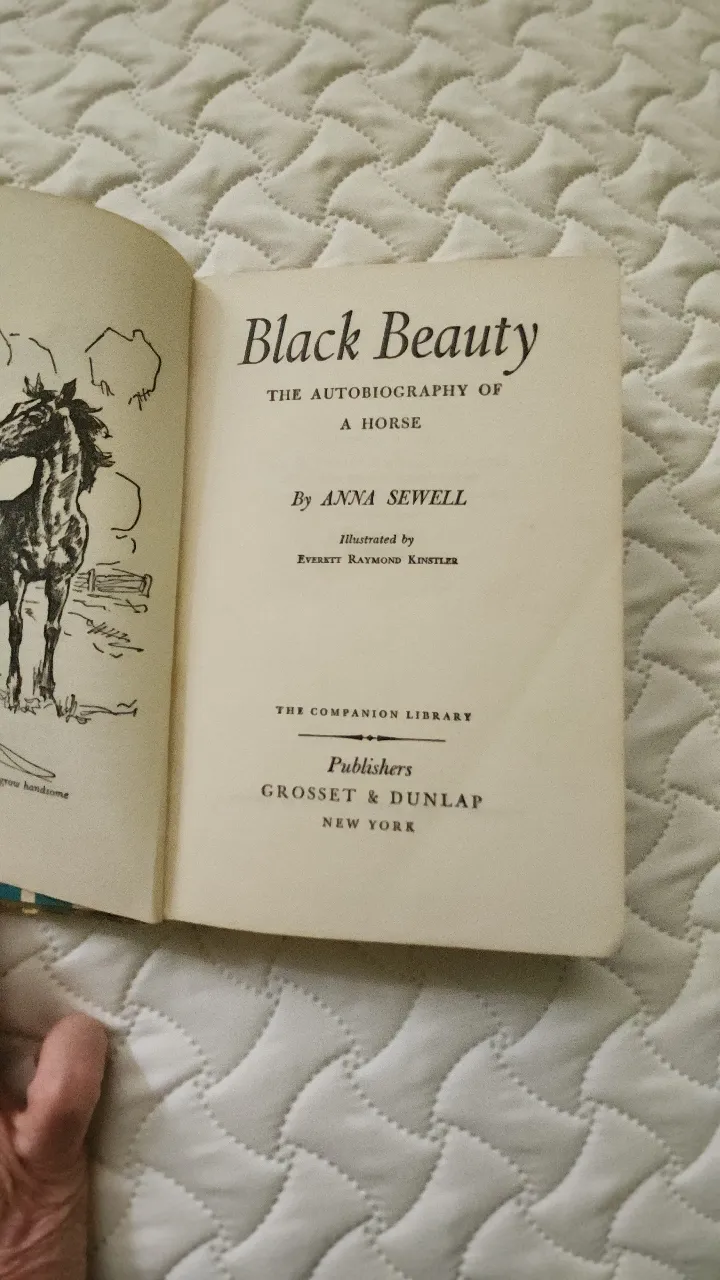 grow handsome
Black Beauty
THE AUTOBIOGRAPHY OF
A HORSE
By ANNA SEWELL
Illustrated by
EVERETT RAYMOND KINSTLER
THE COMPANION LIBRARY
Publishers
GROSSET & DUNLAP
NEW YORK